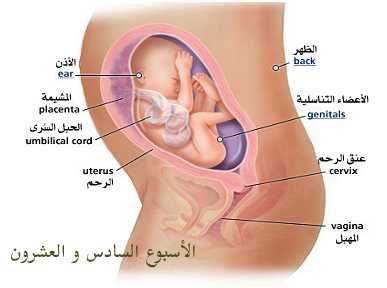 الأذن
ear
المشيمة
placenta
الحبل السرى
umbilical cord
uterus
الرحم
الظهر
back
الأعضاء التناسلية
genitals
عنق الرحم
cervix
vagina
المهبل
الأسبوع السادس و العشرون